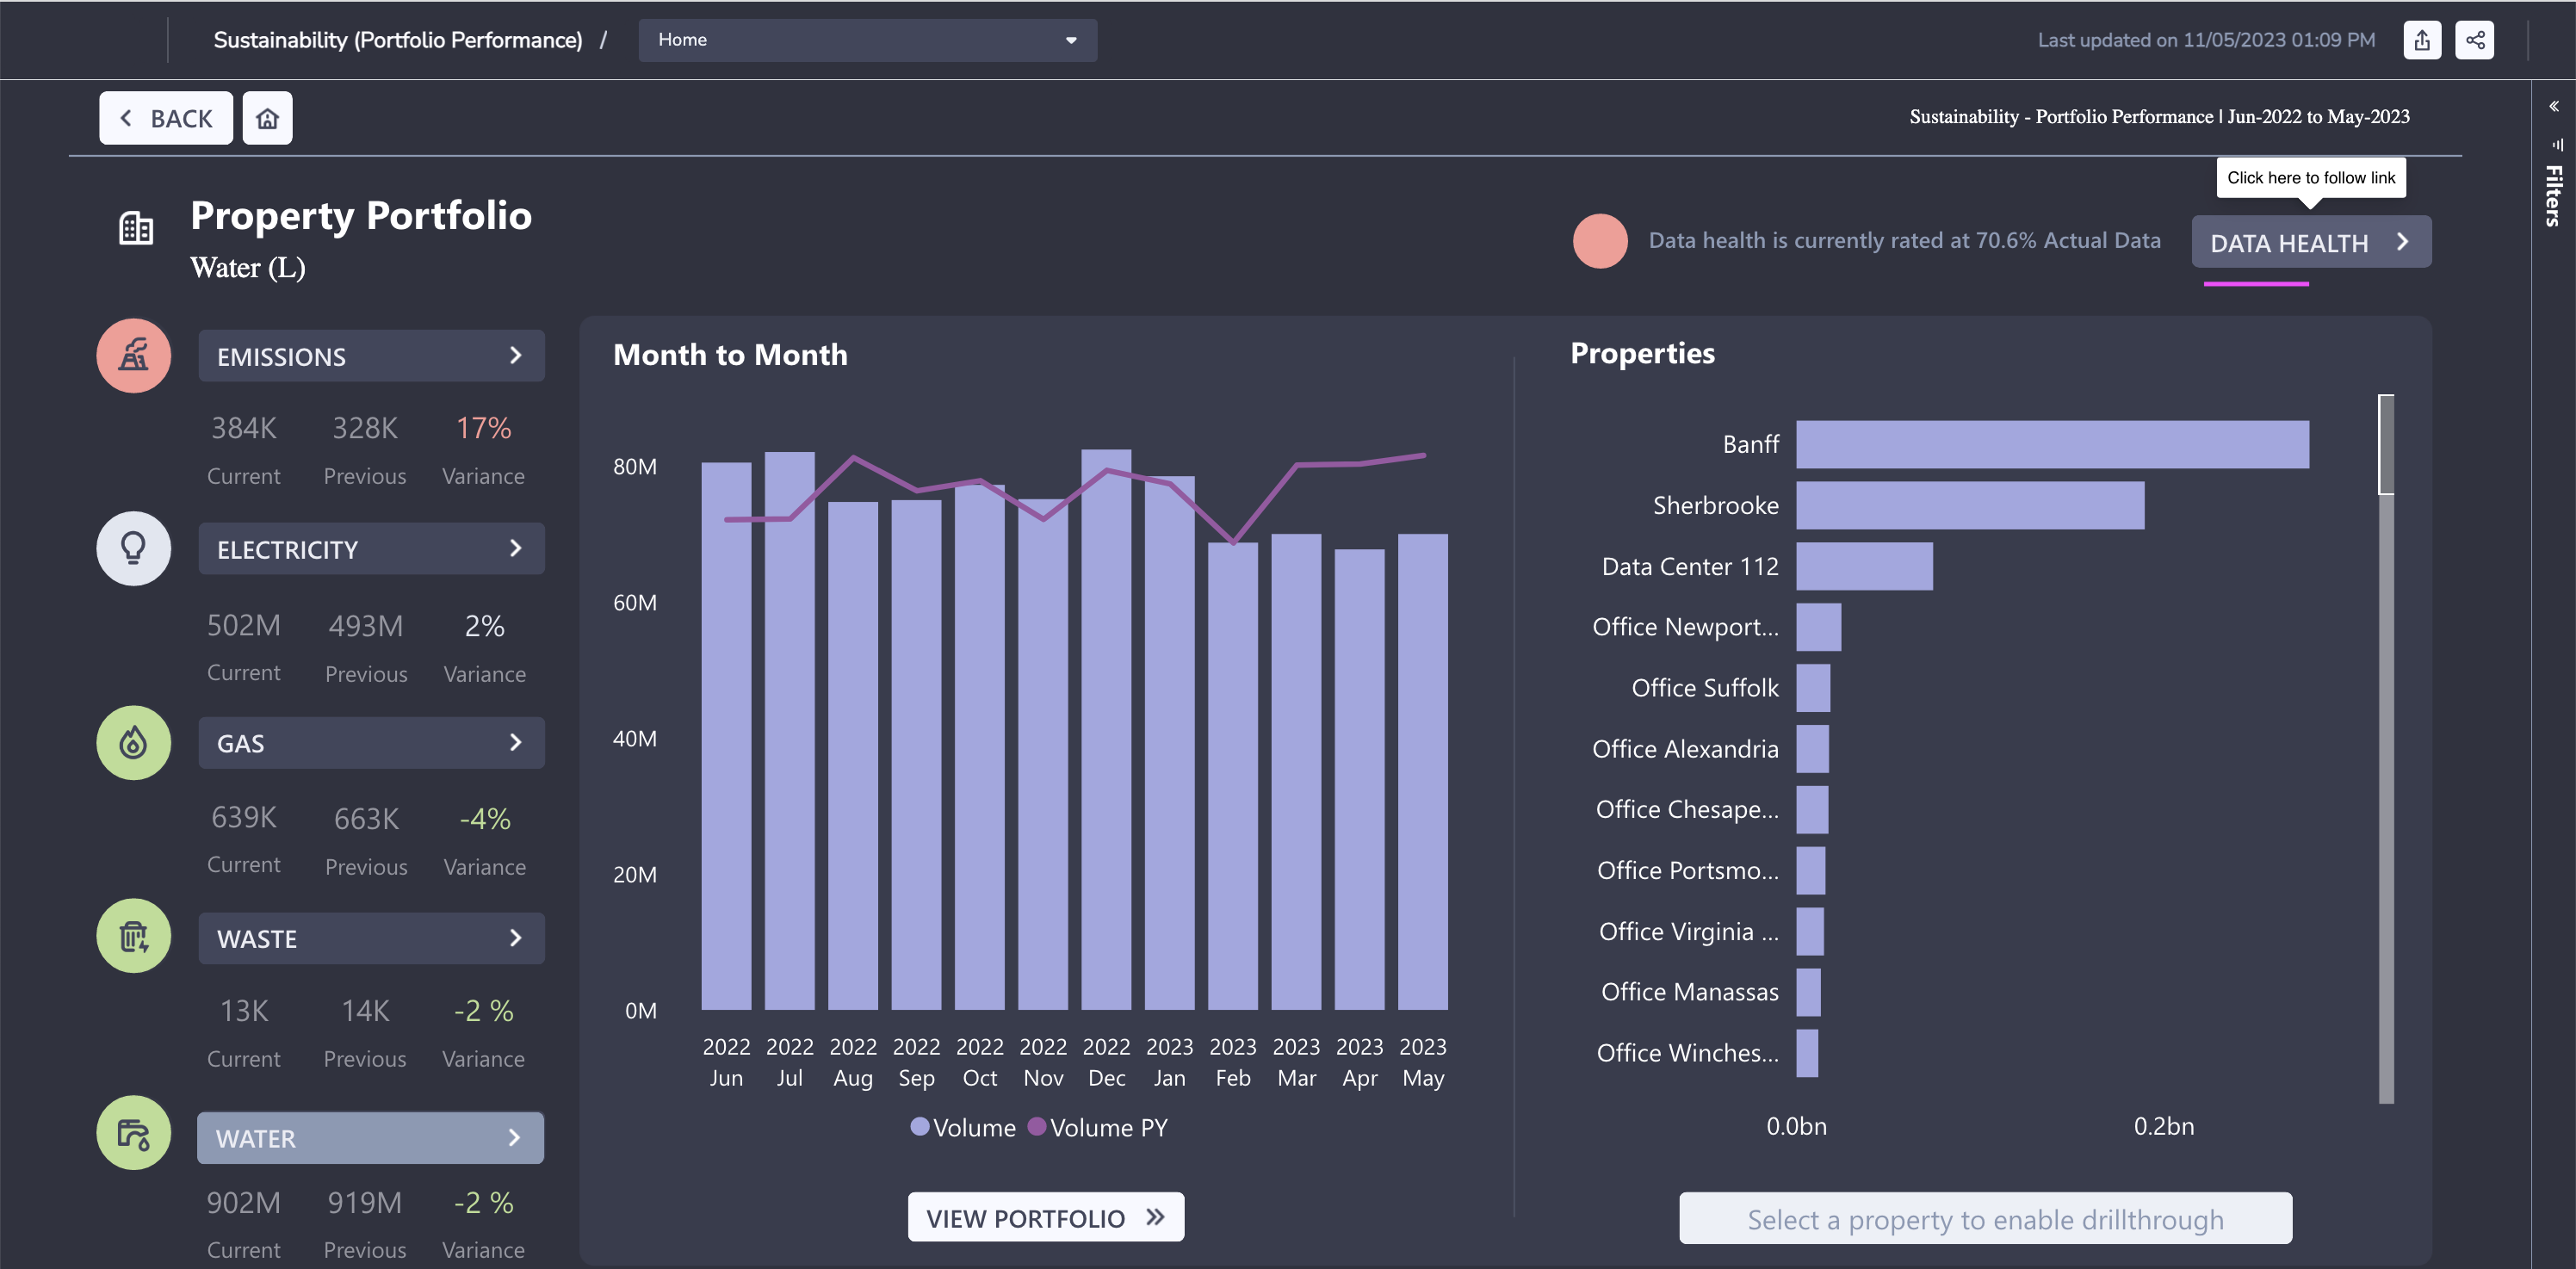 Sustainability (Portfolio Performance) / Home
Last updated on 11/05/2023 01:09 PM
BACK
Sustainability - Portfolio Performance | Jun-2022 to May-2023
Filters
Click here to follow link
Property Portfolio
Water (L)
Data health is currently rated at 70.6% Actual Data
DATA HEALTH
EMISSIONS
384K 328K 17%
Current Previous Variance
ELECTRICITY
502M 493M 2%
Current Previous Variance
GAS
639K 663K -4%
Current Previous Variance
WASTE
13K 14K -2 %
Current Previous Variance
WATER
902M 919M -2 %
Current Previous Variance
Month to Month
80M
60M
40M
20M
0M
2022 2022 2022 2022 2022 2022 2022 2023 2023 2023 2023 2023
Jun Jul Aug Sep Oct Nov Dec Jan Feb Mar Apr May
Volume Volume PY
VIEW PORTFOLIO
Properties
Banff
Sherbrooke
Data Center 112
Office Newport...
Office Suffolk
Office Alexandria
Office Chesape...
Office Portsmo...
Office Virginia ...
Office Manassas
Office Winches...
0.0bn 0.2bn
Select a property to enable drillthrough